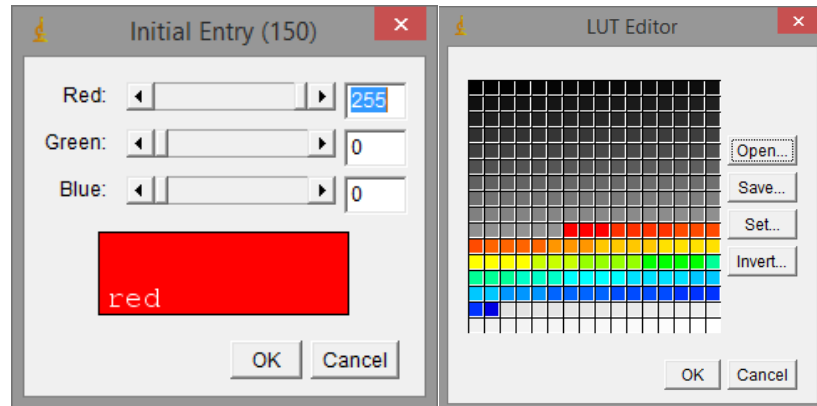 Initial Entry (150)
Red: 255
Green: 0
Blue: 0
red
OK Cancel
LUT Editor
Open...
Save...
Set...
Invert...
OK Cancel